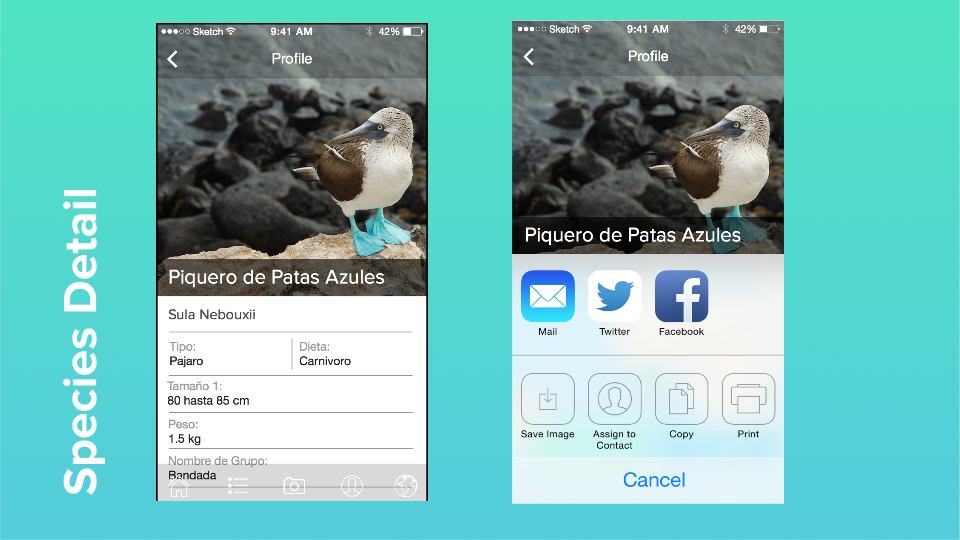 Species Detail
Sketch 9:41 AM 42%
Profile
Piquero de Patas Azules
Sula Nebouxii
Tipo: Dieta:
Pajaro Carnivoro
Tamaño 1:
80 hasta 85 cm
Peso:
1.5 kg
Nombre de Grupo:
Bandada
Sketch 9:41 AM 42%
Profile
Piquero de Patas Azules
Mail Twitter Facebook
Save Image Assign to Copy Print
Contact
Cancel